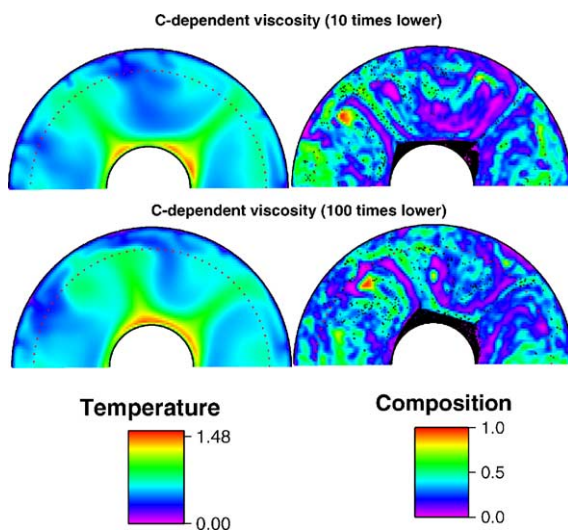 C-dependent viscosity (10 times lower)
C-dependent viscosity (100 times lower)
Temperature
1.48
0.00
Composition
1.0
0.5
0.0